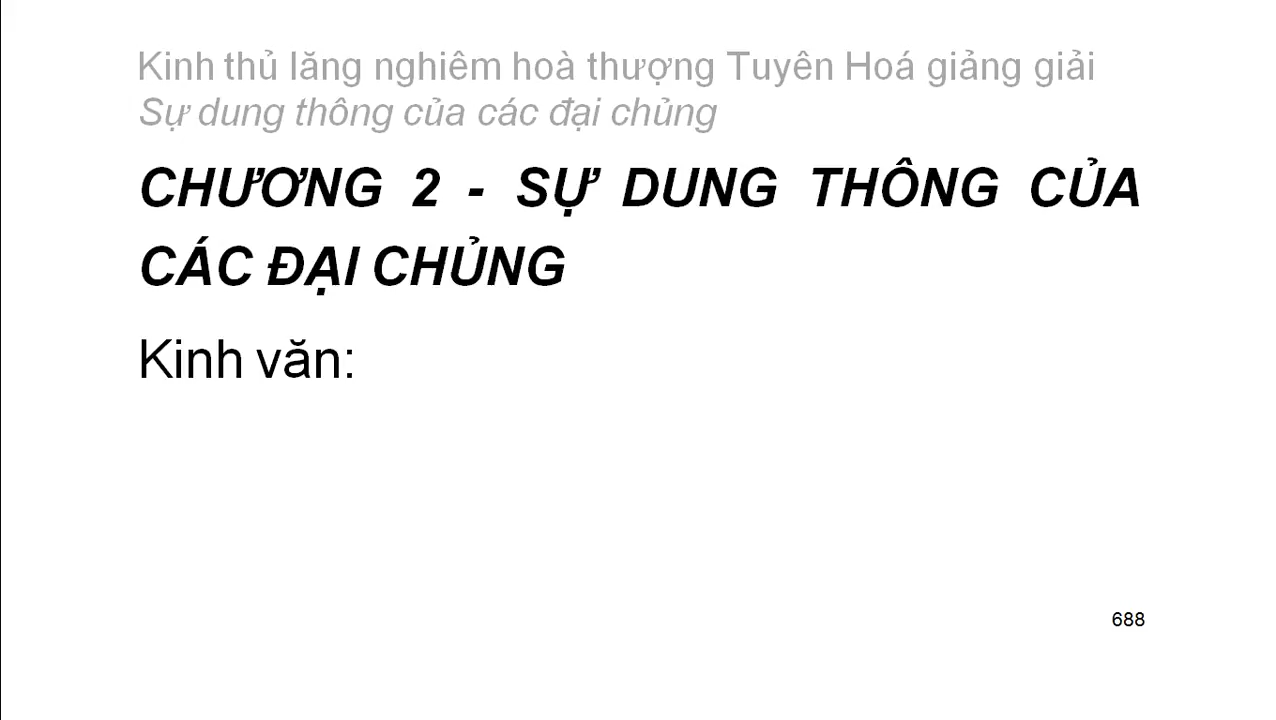 Kinh thủ lăng nghiêm hoà thượng Tuyên Hoá giảng giải
Sự dung thông của các đại chủng
CHƯƠNG 2 - SỰ DUNG THÔNG CỦA
CÁC ĐẠI CHỦNG
Kinh văn:
688